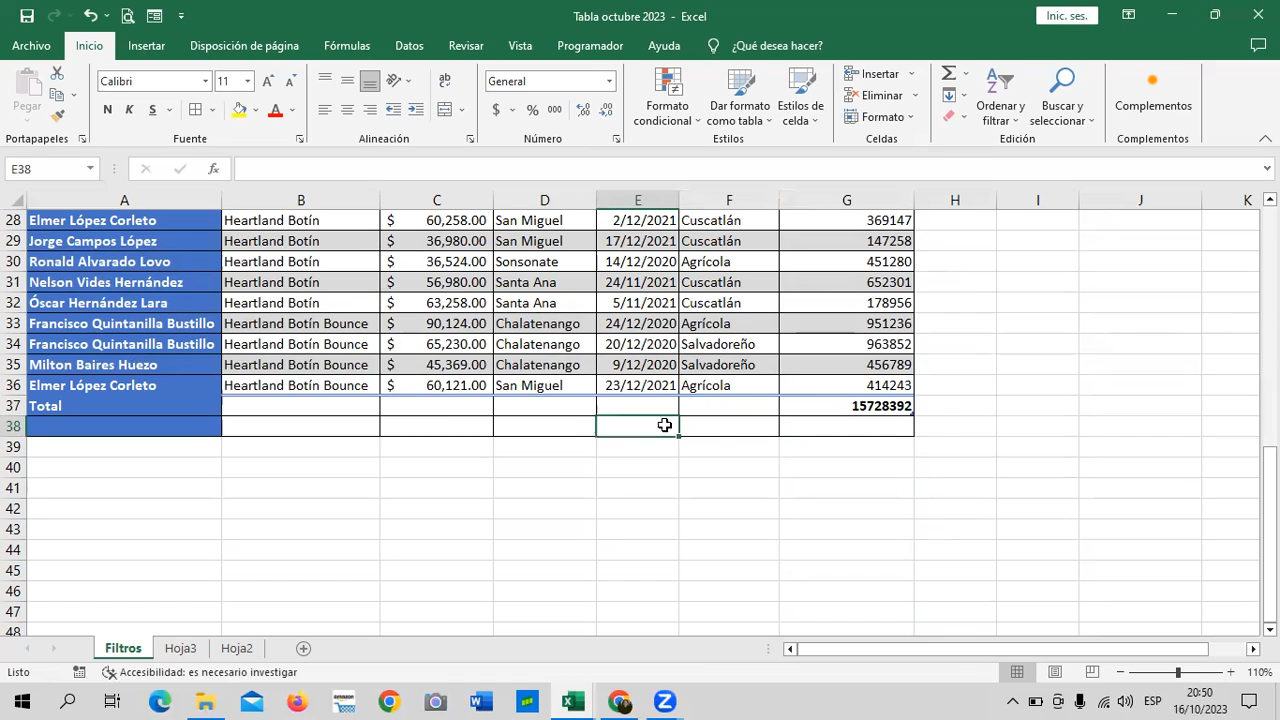 Tabla octubre 2023 - Excel
Inic. ses.
Archivo Inicio Insertar Disposición de página Fórmulas Datos Revisar Vista Programador Ayuda ¿Qué desea hacer?
Pegar
Calibri 11
N K S
General
$ % 000
Formato condicional
Dar formato como tabla
Estilos de celda
Insertar
Eliminar
Formato
Ordenar y filtrar
Buscar y seleccionar
Complementos
Portapapeles Fuente Alineación Número Estilos Celdas Edición Complementos
E38 fx
A B C D E F G H I J K
28 Elmer López Corleto Heartland Botín $ 60,258.00 San Miguel 2/12/2021 Cuscatlán 369147
29 Jorge Campos López Heartland Botín $ 36,980.00 San Miguel 17/12/2021 Cuscatlán 147258
30 Ronald Alvarado Lovo Heartland Botín $ 36,524.00 Sonsonate 14/12/2020 Agrícola 451280
31 Nelson Vides Hernández Heartland Botín $ 56,980.00 Santa Ana 24/11/2021 Cuscatlán 652301
32 Óscar Hernández Lara Heartland Botín $ 63,258.00 Santa Ana 5/11/2021 Cuscatlán 178956
33 Francisco Quintanilla Bustillo Heartland Botín Bounce $ 90,124.00 Chalatenango 24/12/2020 Agrícola 951236
34 Francisco Quintanilla Bustillo Heartland Botín Bounce $ 65,230.00 Chalatenango 20/12/2020 Salvadoreño 963852
35 Milton Baires Huezo Heartland Botín Bounce $ 45,369.00 Chalatenango 9/12/2020 Salvadoreño 456789
36 Elmer López Corleto Heartland Botín Bounce $ 60,121.00 San Miguel 23/12/2021 Agrícola 414243
37 Total 15728392
38
39
40
41
42
43
44
45
46
47
48
Filtros Hoja3 Hoja2
Listo Accesibilidad: es necesario investigar 110%
ESP
20:50
16/10/2023